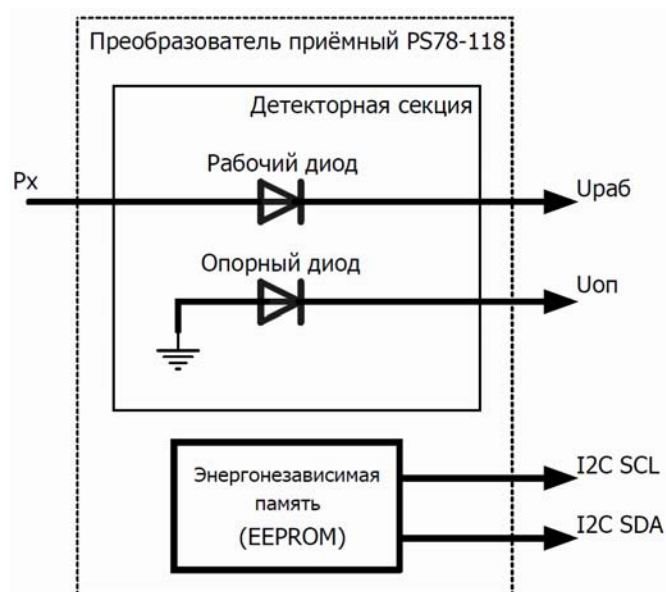 Преобразователь приёмный PS78-118
Детекторная секция
Рабочий диод
Px
Uраб
Опорный диод
Uоп
Энергонезависимая
память
(EEPROM)
I2C SCL
I2C SDA